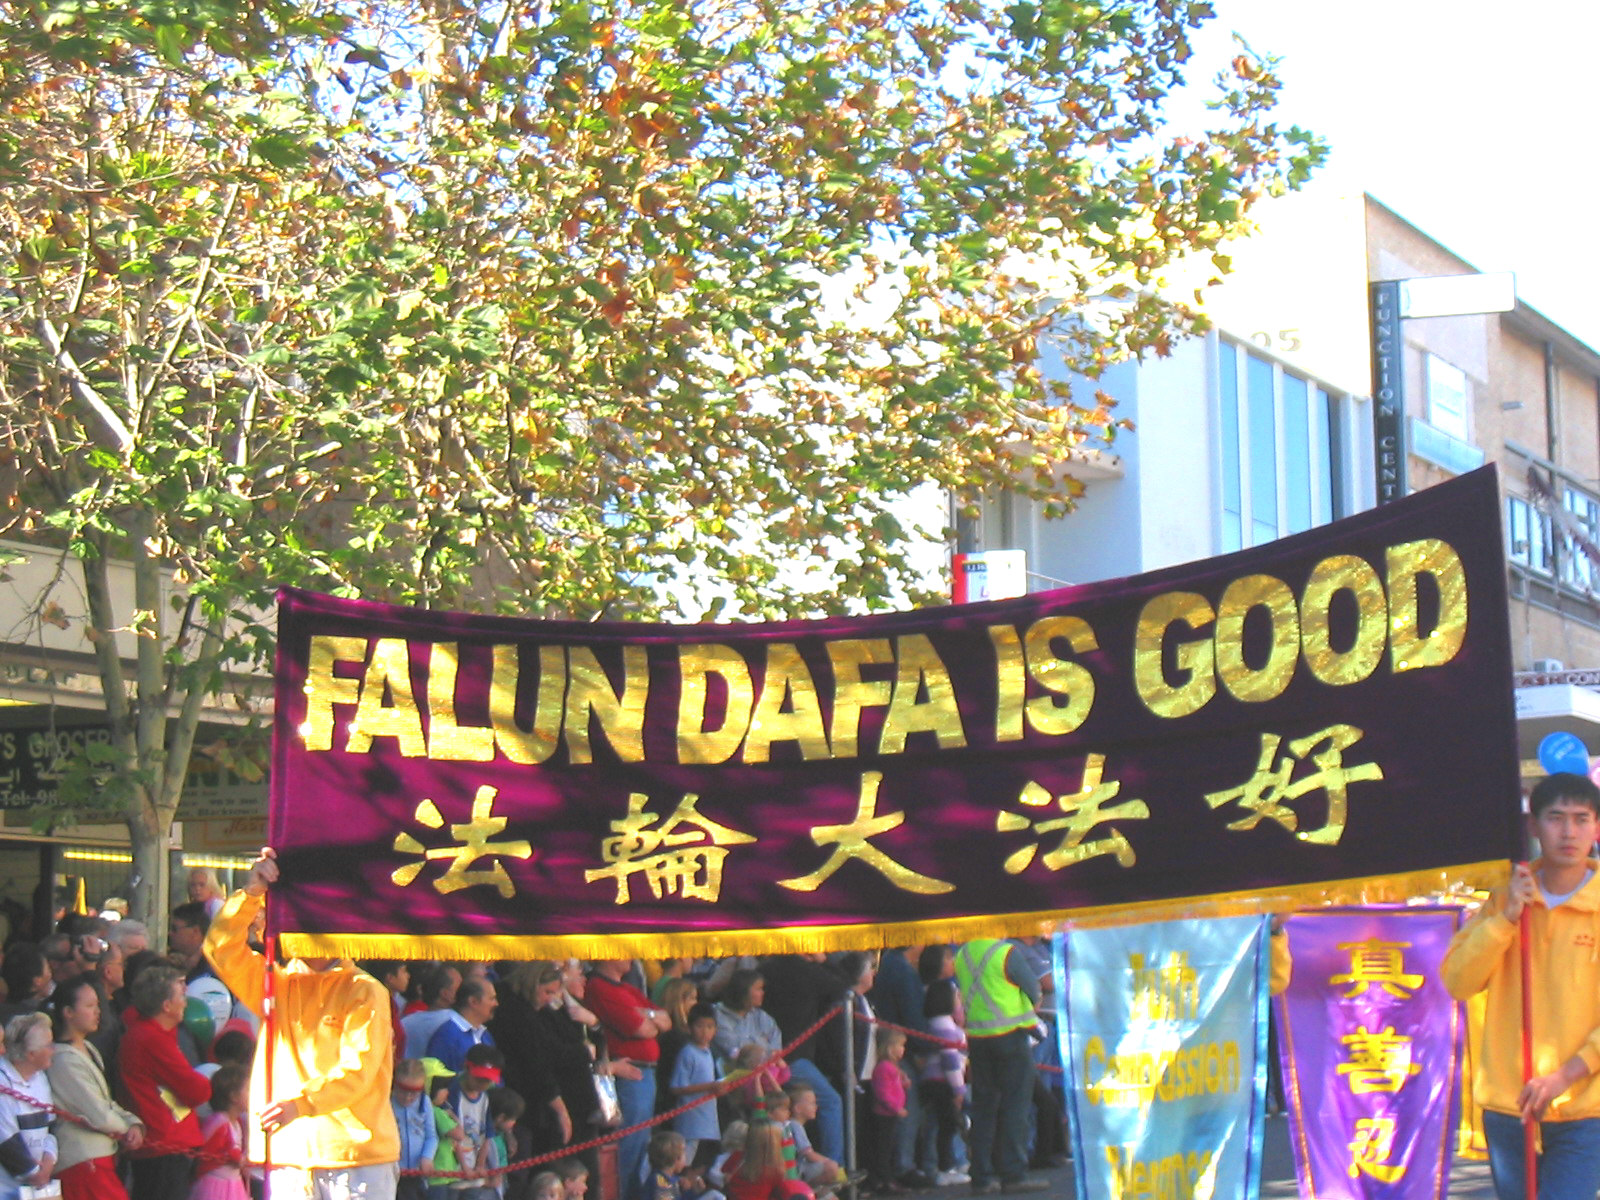 FALUN DAFA IS GOOD
法輪大法好
Truth
Compassion
真
善
忍
FUNCTION CENT